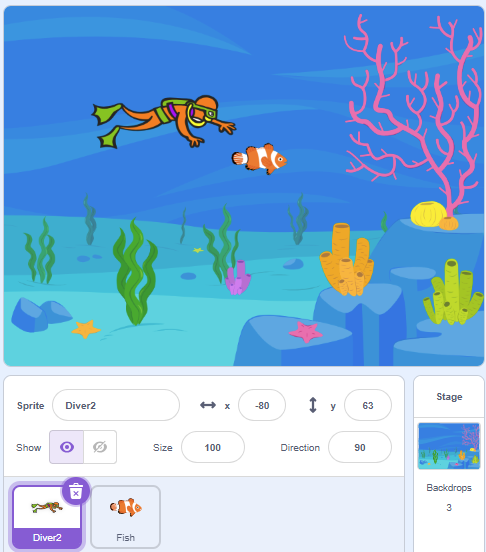 Sprite Diver2 x -80 y 63
Show Size 100 Direction 90
Stage
Backdrops
3
Diver2 Fish